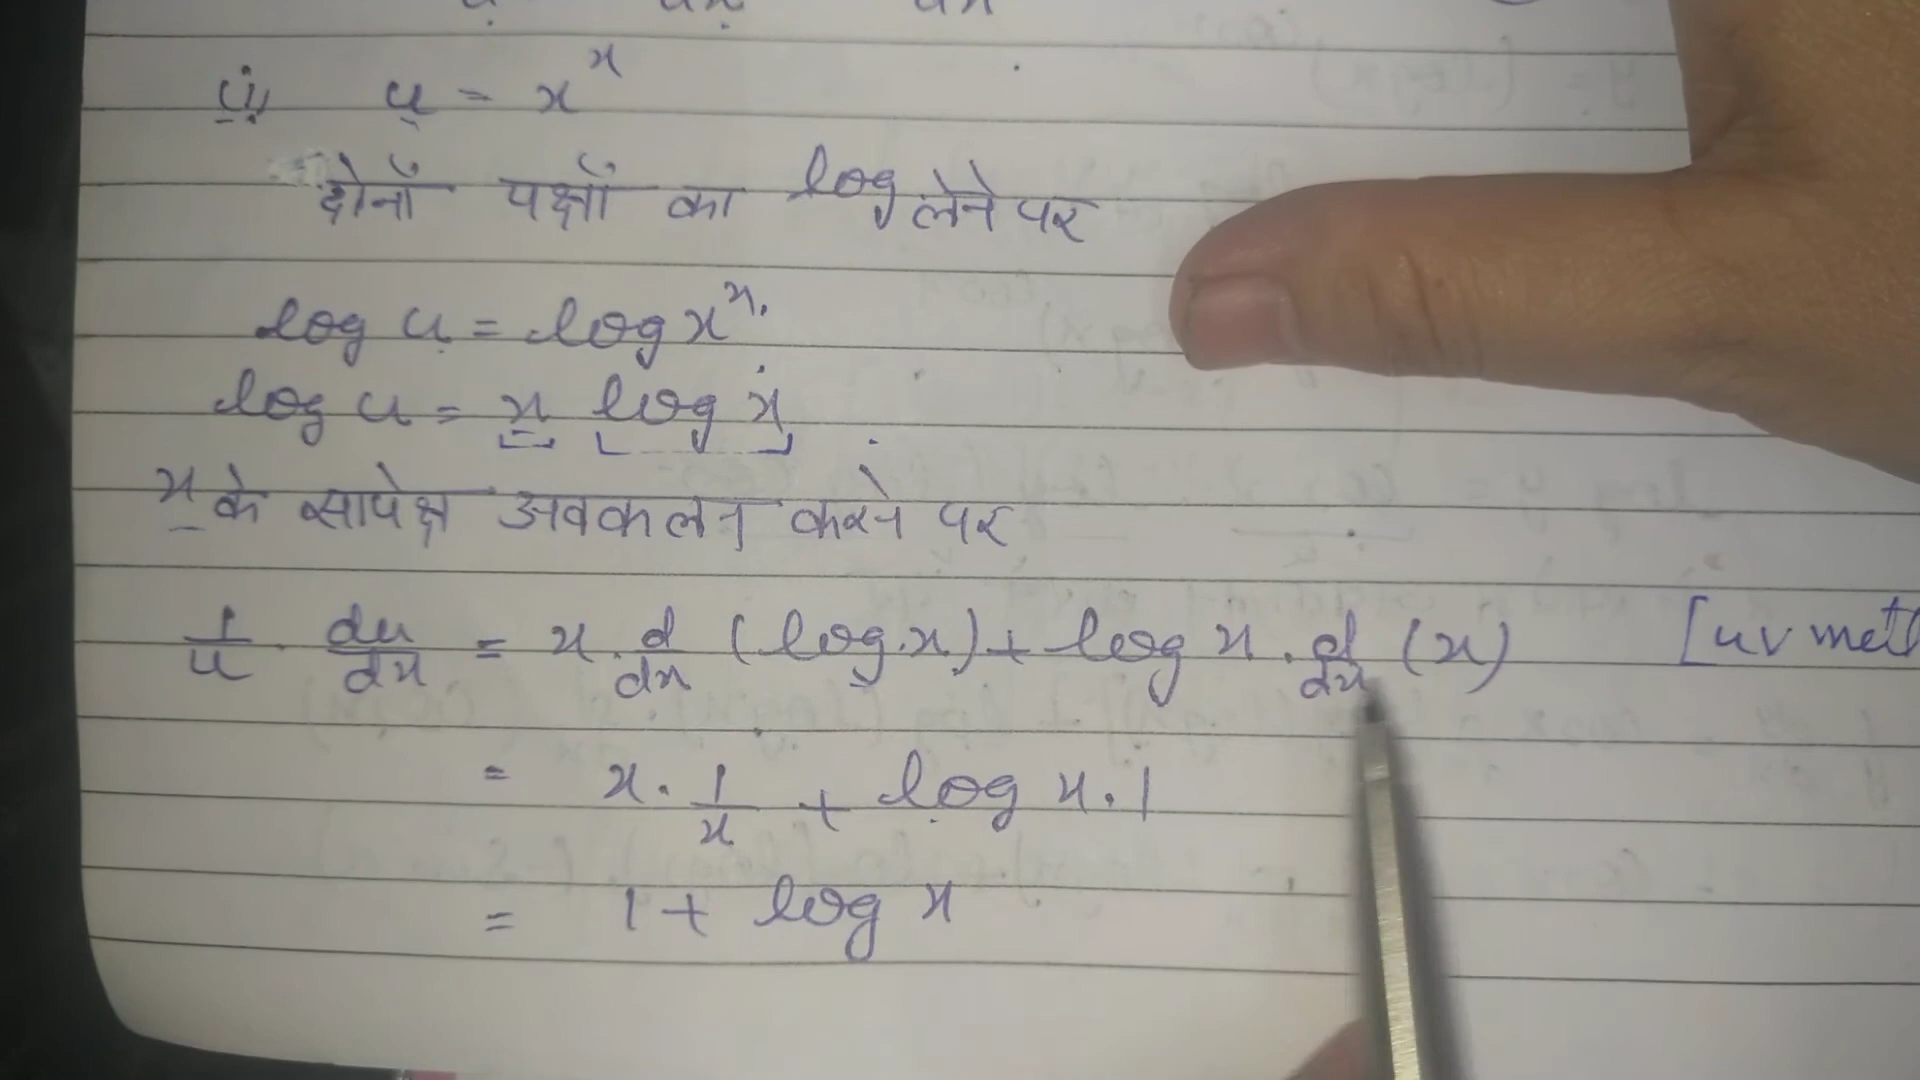 u = x^x
दोनों पक्षों का log लेने पर
log u = log x^x
log u = x log x
x के सापेक्ष अवकलन करने पर
1/u · du/dx = x · d/dx (log x) + log x · d/dx (x) [uv
= x · 1/x + log x · 1
= 1 + log x